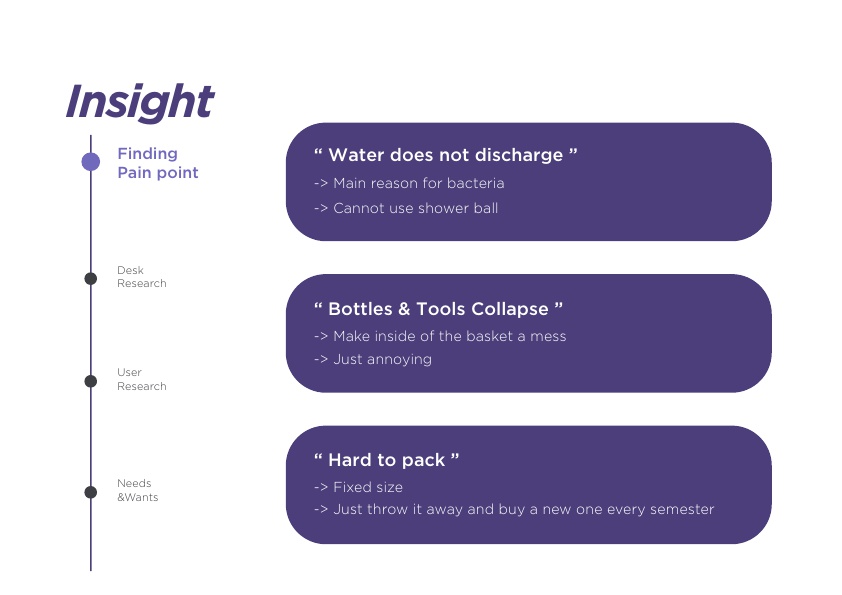 Insight
Finding
Pain point
Desk
Research
User
Research
Needs
&Wants
“ Water does not discharge ”
-> Main reason for bacteria
-> Cannot use shower ball
“ Bottles & Tools Collapse ”
-> Make inside of the basket a mess
-> Just annoying
“ Hard to pack ”
-> Fixed size
-> Just throw it away and buy a new one every semester